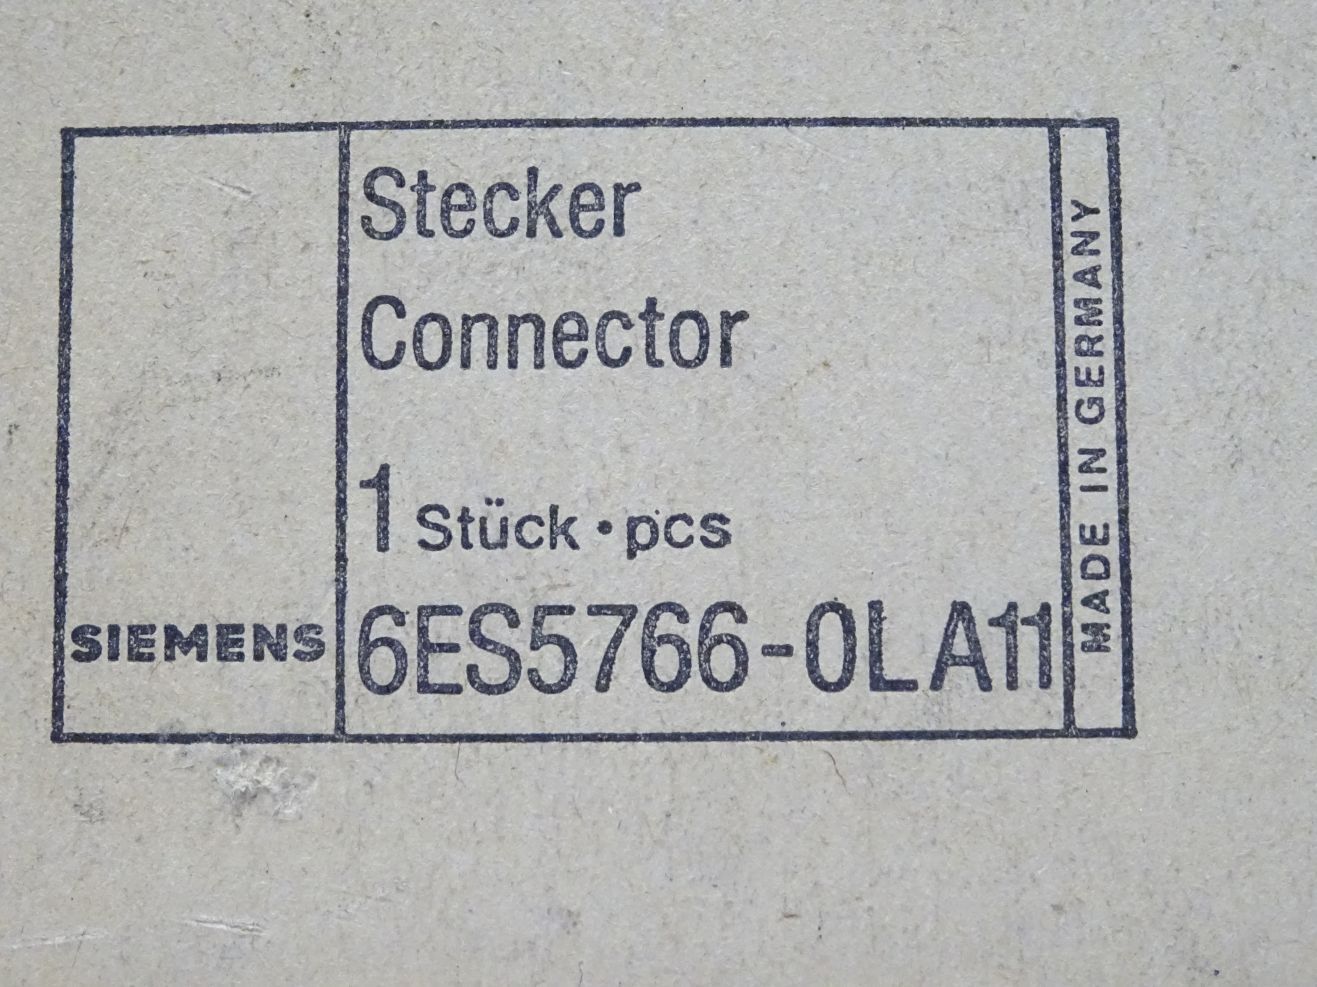 Stecker
Connector
1 Stück · pcs
SIEMENS
6ES5766-0LA11
MADE IN GERMANY